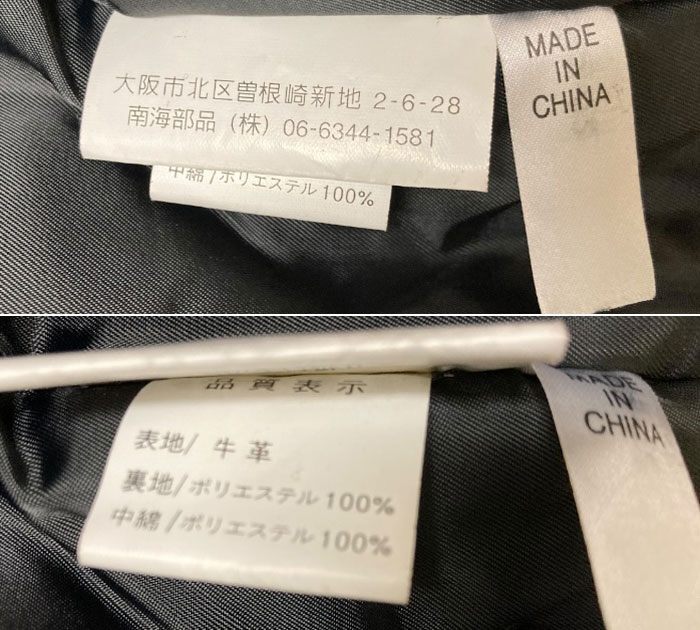 大阪市北区曽根崎新地 2-6-28
南海部品 (株) 06-6344-1581
中綿/ポリエステル100%
MADE
IN
CHINA
品質表示
表地/ 牛革
裏地/ポリエステル100%
中綿/ポリエステル100%
MADE
IN
CHINA